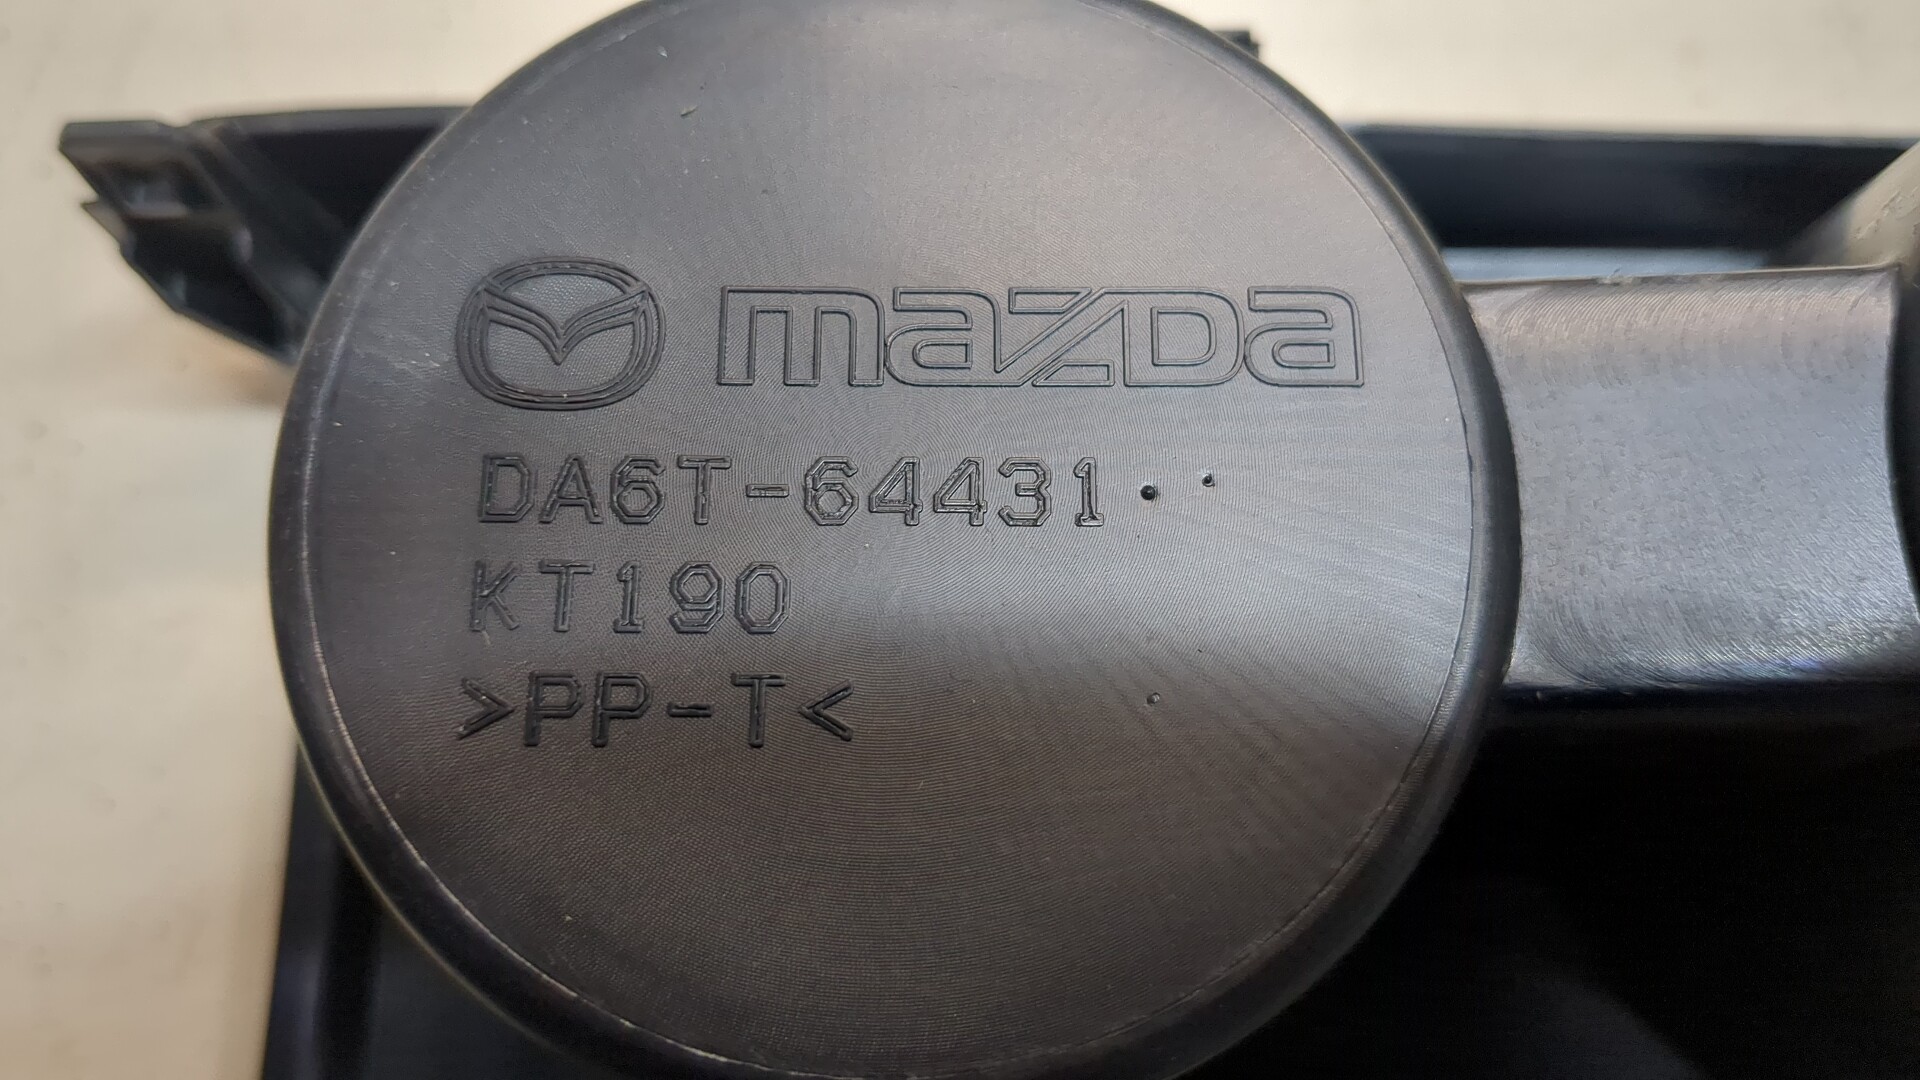 mazda
DA6T-64431
KT190
>PP-T<